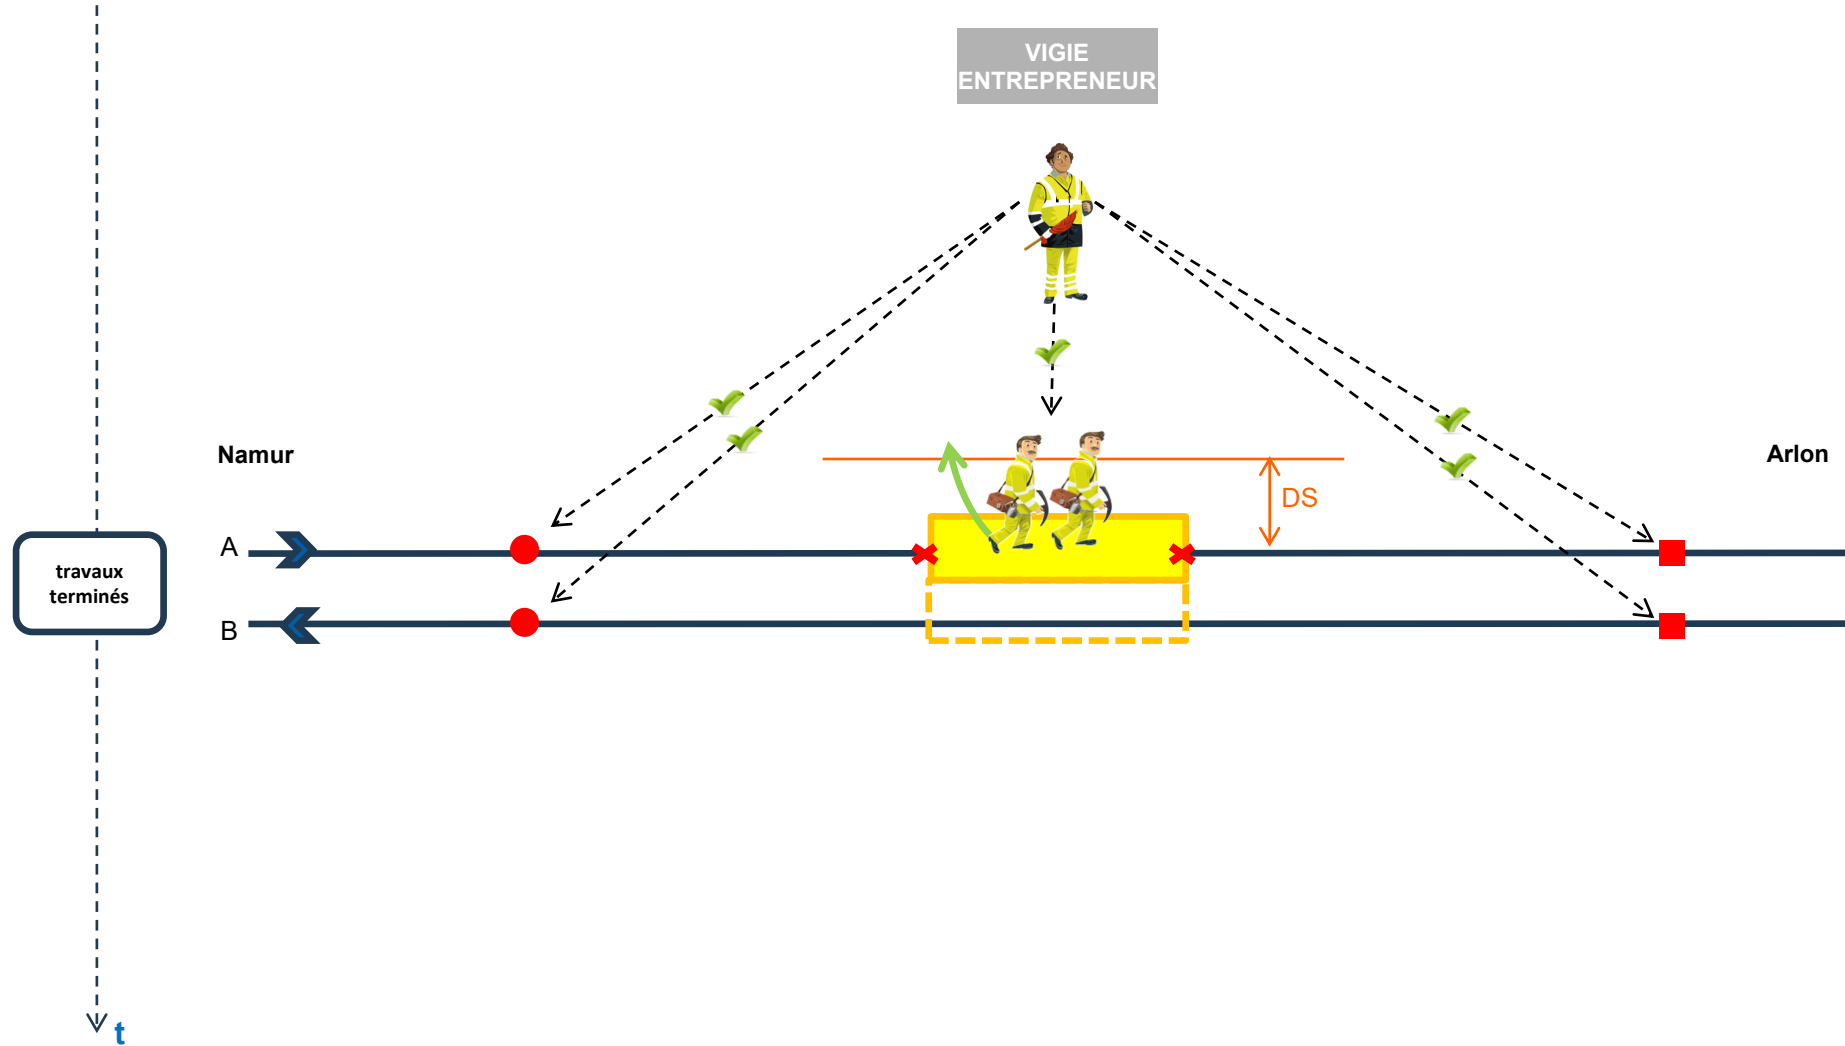 VIGIE
ENTREPRENEUR
Namur
Arlon
DS
A
travaux
terminés
B
t